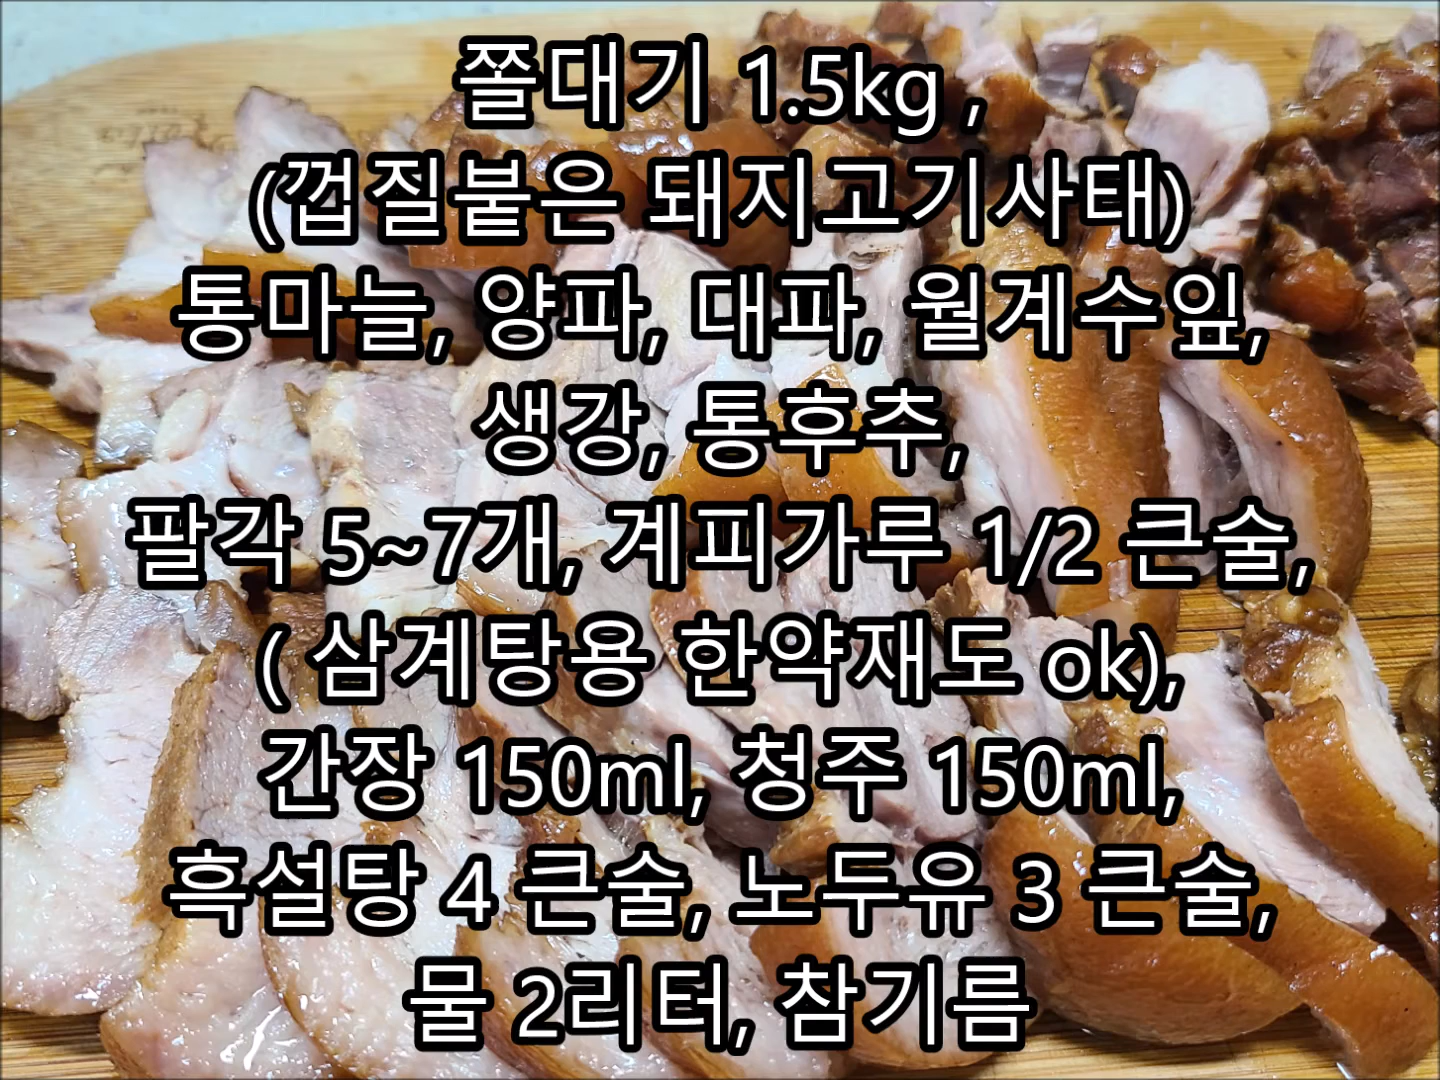 쫄대기 1.5kg ,
(껍질붙은 돼지고기사태)
통마늘, 양파, 대파, 월계수잎,
생강, 통후추,
팔각 5~7개, 계피가루 1/2 큰술,
( 삼계탕용 한약재도 ok),
간장 150ml, 청주 150ml,
흑설탕 4 큰술, 노두유 3 큰술,
물 2리터, 참기름